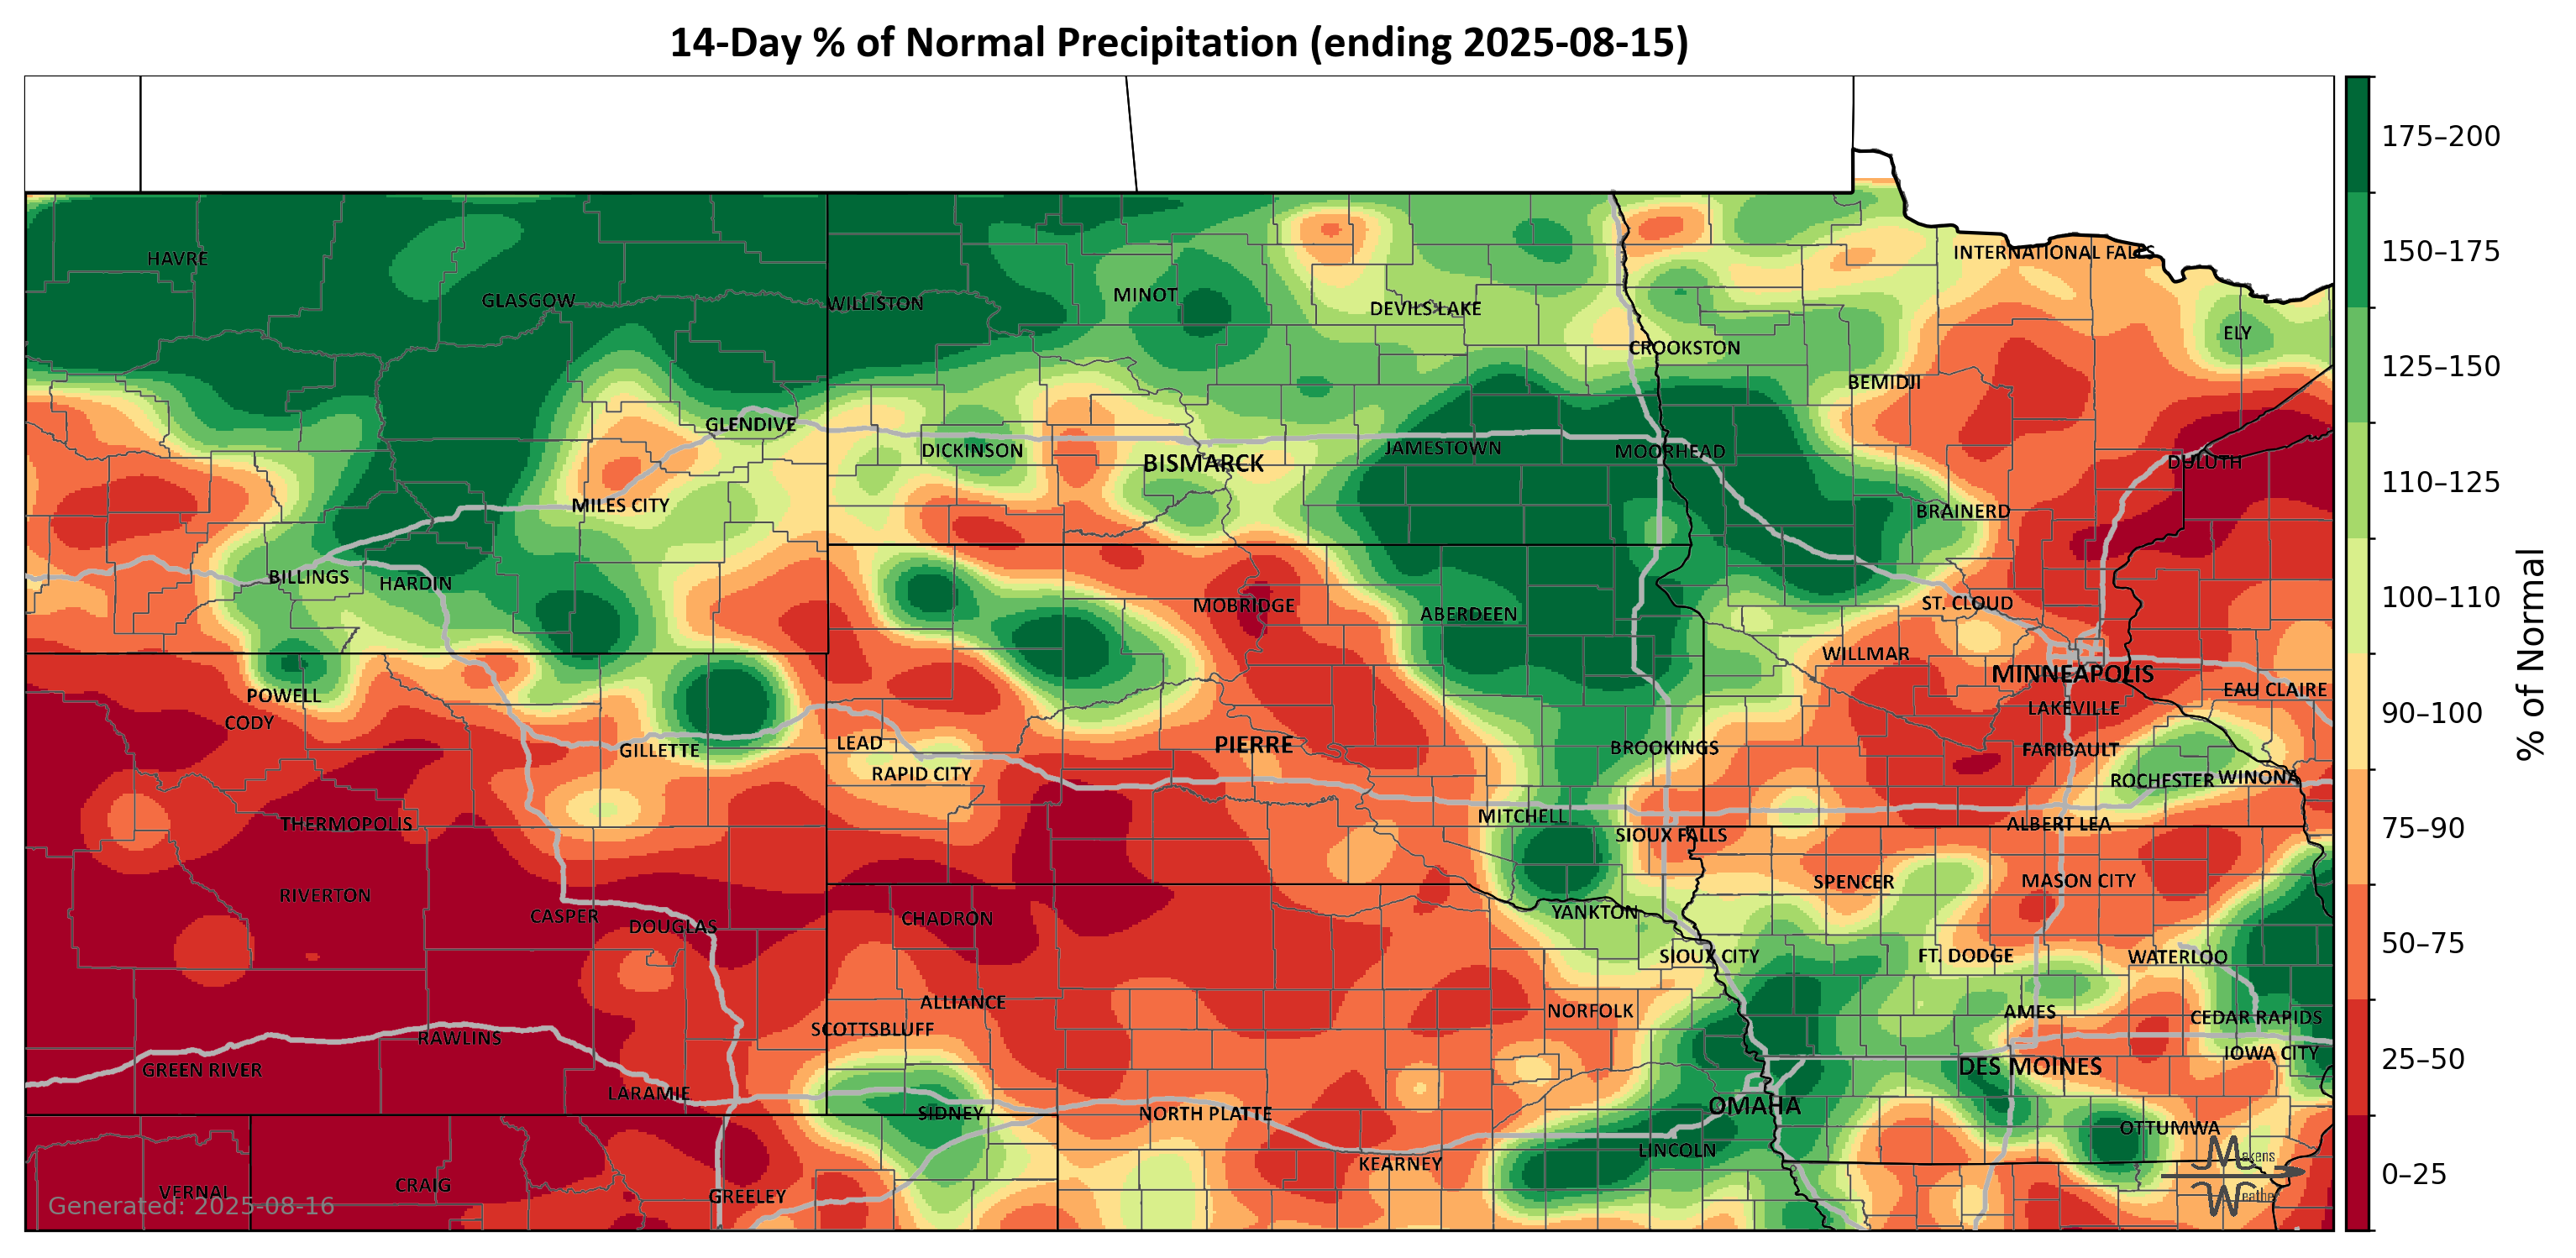 14-Day % of Normal Precipitation (ending 2025-08-15)
175–200
150–175
125–150
110–125
100–110
90–100
75–90
50–75
25–50
0–25
% of Normal
HAVRE
INTERNATIONAL FALLS
GLASGOW
WILLISTON
MINOT
DEVILS LAKE
ELY
CROOKSTON
BEMIDJI
GLENDIVE
DICKINSON
BISMARCK
JAMESTOWN
MOORHEAD
DULUTH
MILES CITY
BRAINERD
BILLINGS
HARDIN
MOBRIDGE
ABERDEEN
ST. CLOUD
WILLMAR
MINNEAPOLIS
POWELL
EAU CLAIRE
CODY
LAKEVILLE
GILLETTE
LEAD
PIERRE
BROOKINGS
FARIBAULT
RAPID CITY
ROCHESTER
WINONA
THERMOPOLIS
MITCHELL
SIOUX FALLS
ALBERT LEA
RIVERTON
SPENCER
MASON CITY
CASPER
DOUGLAS
CHADRON
YANKTON
SIOUX CITY
FT. DODGE
WATERLOO
ALLIANCE
NORFOLK
AMES
CEDAR RAPIDS
SCOTTSBLUFF
RAWLINS
GREEN RIVER
IOWA CITY
DES MOINES
LARAMIE
SIDNEY
NORTH PLATTE
OMAHA
OTTUMWA
LINCOLN
KEARNEY
VERNAL
CRAIG
GREELEY
Generated: 2025-08-16
Makens
Weather